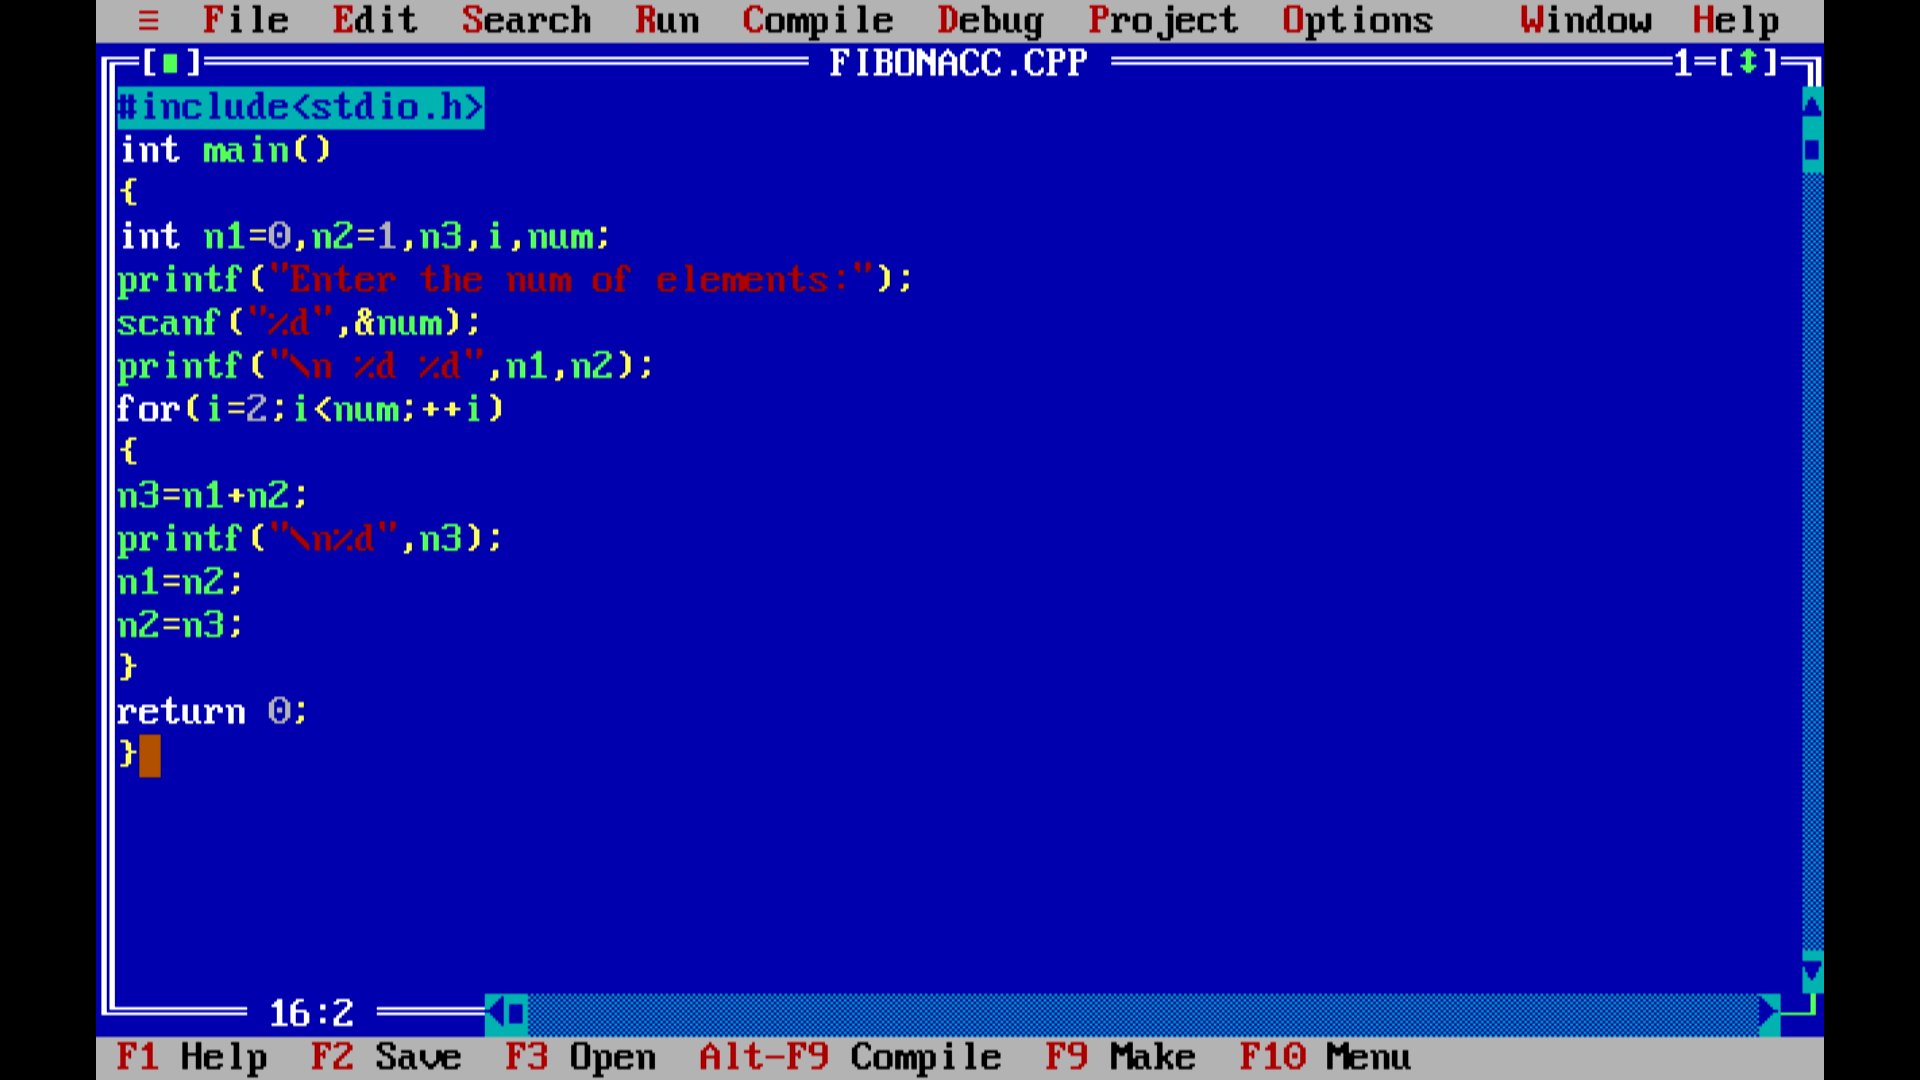 ≡ File Edit Search Run Compile Debug Project Options Window Help
[■] FIBONACC.CPP 1=[↕]
#include<stdio.h>
int main()
{
int n1=0,n2=1,n3,i,num;
printf("Enter the num of elements:");
scanf("%d",&num);
printf("\n %d %d",n1,n2);
for(i=2;i<num;++i)
{
n3=n1+n2;
printf("\n%d",n3);
n1=n2;
n2=n3;
}
return 0;
}
16:2
F1 Help F2 Save F3 Open Alt-F9 Compile F9 Make F10 Menu